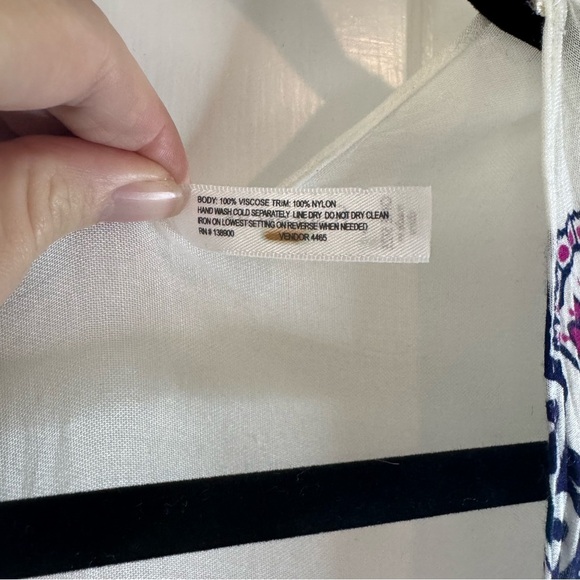 BODY: 100% VISCOSE TRIM: 100% NYLON
HAND WASH COLD SEPARATELY LINE DRY DO NOT DRY CLEAN
IRON ON LOWEST SETTING ON REVERSE WHEN NEEDED
RN # 138900 VENDOR 4465